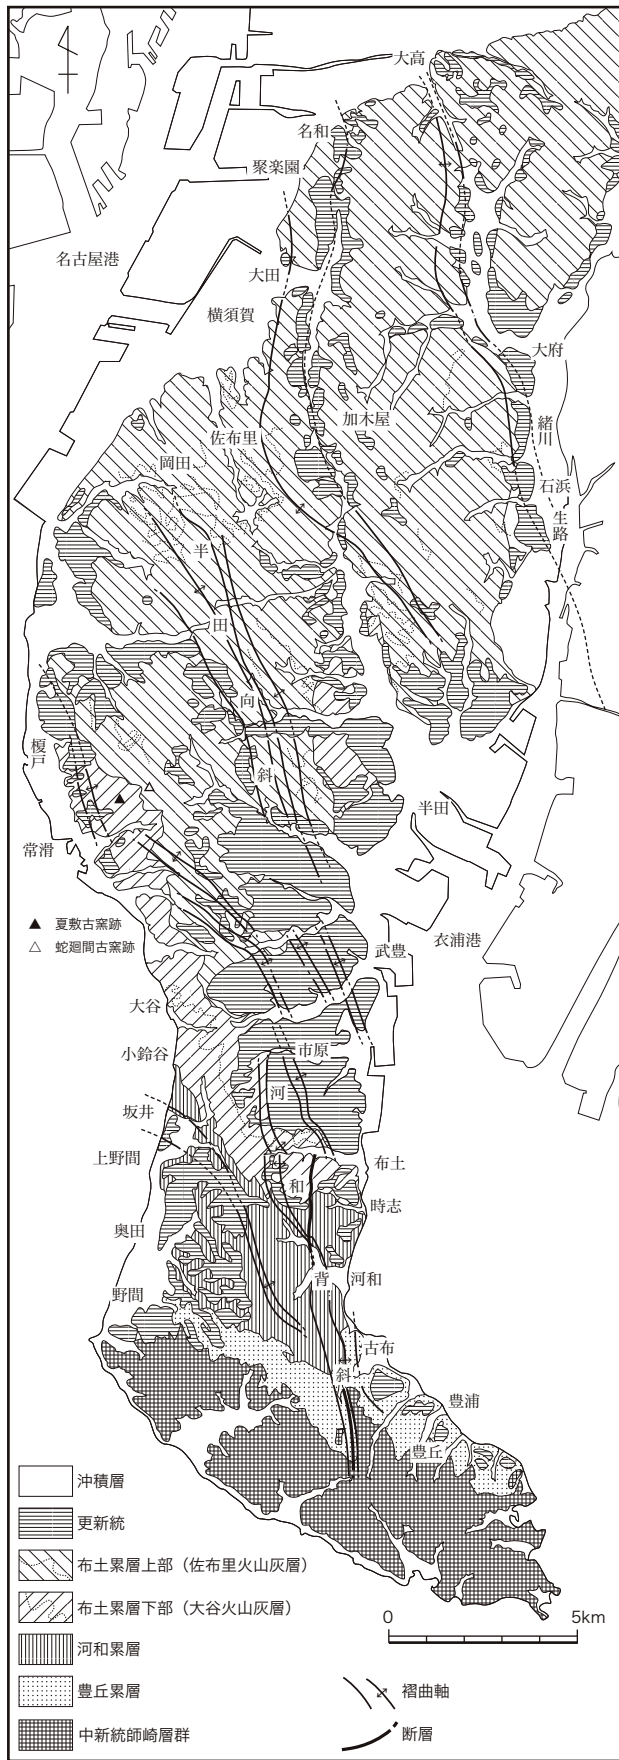 大高
名和
聚楽園
名古屋港
大田
横須賀
大府
加木屋
緒川
佐布里
岡田
石浜
生路
半
田
向
斜
榎戸
半田
常滑
▲ 夏敷古窯跡
△ 蛇廻間古窯跡
武豊
衣浦港
大谷
小鈴谷
市原
河
坂井
上野間
布土
和
時志
奥田
背
河和
野間
古布
斜
豊浦
豊丘
沖積層
更新統
布土累層上部（佐布里火山灰層）
布土累層下部（大谷火山灰層）
0 5km
河和累層
豊丘累層
褶曲軸
中新統師崎層群
断層